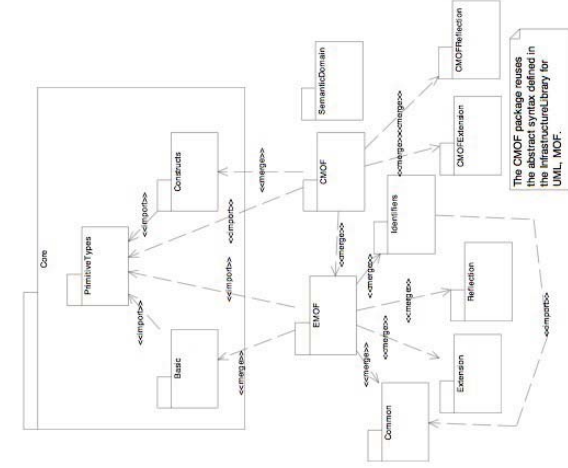 Core
PrimitiveTypes
<<import>>
<<import>>
Basic
Constructs
<<merge>>
<<import>>
<<import>>
<<merge>>
EMOF
<<merge>>
CMOF
SemanticDomain
<<merge>>
<<merge>>
<<merge>>
<<merge>>
<<merge>><<merge>>
Common
Extension
Reflection
Identifiers
CMOFExtension
CMOFReflection
<<import>>
The CMOF package reuses
the abstract syntax defined in
the InfrastructureLibrary for
UML, MOF.